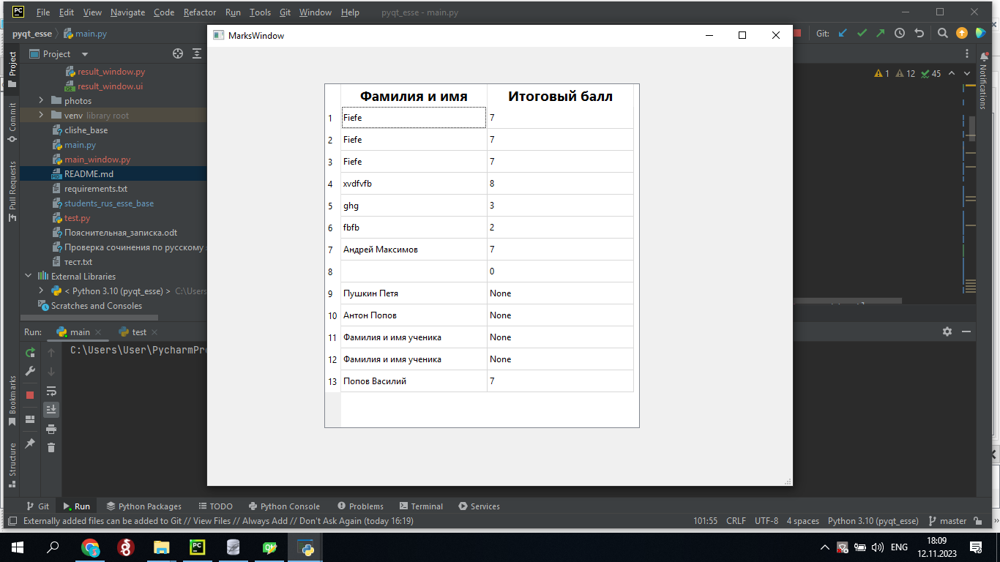 File Edit View Navigate Code Refactor Run Tools Git Window Help pyqt_esse - main.py
pyqt_esse main.py
Git:
MarksWindow
Project
1 12 45
result_window.py
result_window.ui
photos
venv library root
clishe_base
main.py
main_window.py
README.md
requirements.txt
students_rus_esse_base
test.py
Пояснительная_записка.odt
Проверка сочинения по русскому
тест.txt
External Libraries
< Python 3.10 (pyqt_esse) > C:\Users
Scratches and Consoles
Фамилия и имя Итоговый балл
1 Fiefe 7
2 Fiefe 7
3 Fiefe 7
4 xvdfvfb 8
5 ghg 3
6 fbfb 2
7 Андрей Максимов 7
8 0
9 Пушкин Петя None
10 Антон Попов None
11 Фамилия и имя ученика None
12 Фамилия и имя ученика None
13 Попов Василий 7
Run: main test
C:\Users\User\PycharmPr
Project
Commit
Pull Requests
Bookmarks
Structure
Notifications
Git Run Python Packages TODO Python Console Problems Terminal Services
Externally added files can be added to Git // View Files // Always Add // Don't Ask Again (today 16:19)
101:55 CRLF UTF-8 4 spaces Python 3.10 (pyqt_esse) master
ENG
18:09
12.11.2023